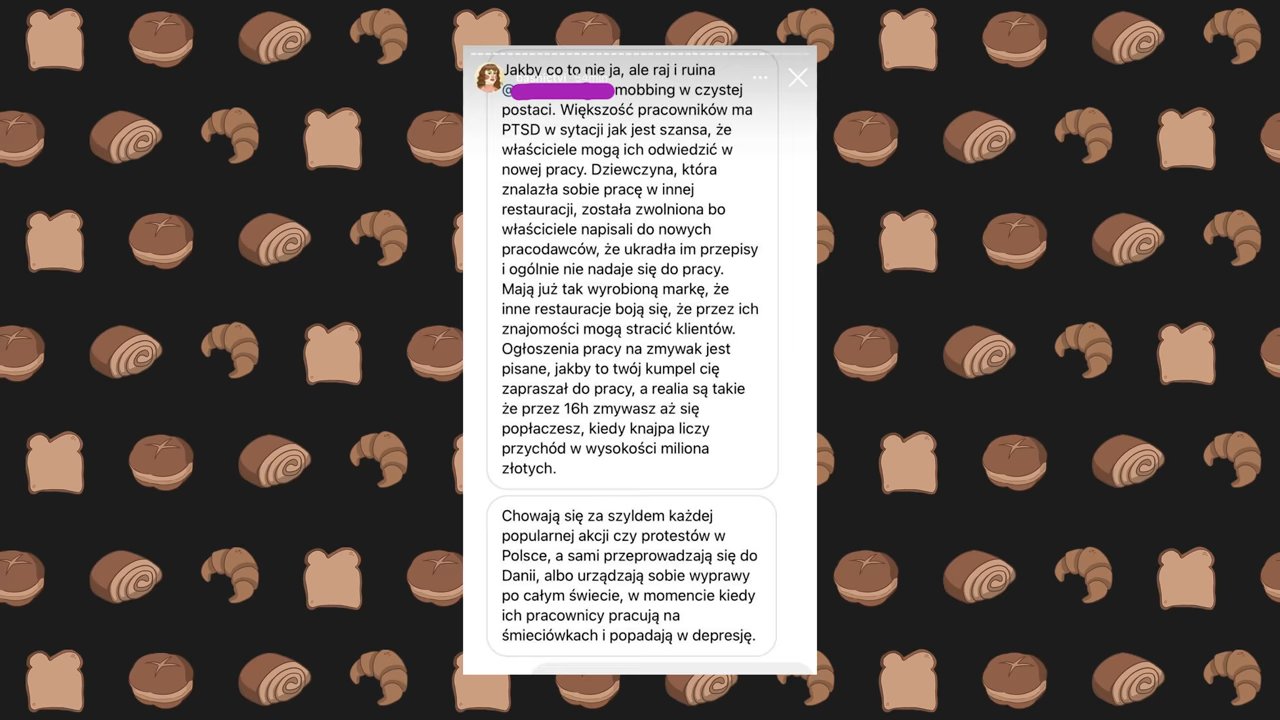 Jakby co to nie ja, ale raj i ruina
@ mobbing w czystej
postaci. Większość pracowników ma
PTSD w sytacji jak jest szansa, że
właściciele mogą ich odwiedzić w
nowej pracy. Dziewczyna, która
znalazła sobie pracę w innej
restauracji, została zwolniona bo
właściciele napisali do nowych
pracodawców, że ukradła im przepisy
i ogólnie nie nadaje się do pracy.
Mają już tak wyrobioną markę, że
inne restauracje boją się, że przez ich
znajomości mogą stracić klientów.
Ogłoszenia pracy na zmywak jest
pisane, jakby to twój kumpel cię
zapraszał do pracy, a realia są takie
że przez 16h zmywasz aż się
popłaczesz, kiedy knajpa liczy
przychód w wysokości miliona
złotych.
Chowają się za szyldem każdej
popularnej akcji czy protestów w
Polsce, a sami przeprowadzają się do
Danii, albo urządzają sobie wyprawy
po całym świecie, w momencie kiedy
ich pracownicy pracują na
śmieciówkach i popadają w depresję.